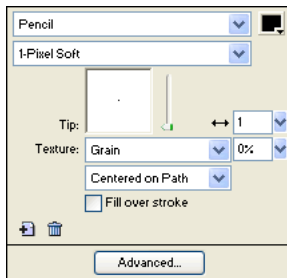 Pencil
1-Pixel Soft
Tip:
1
Texture: Grain 0%
Centered on Path
Fill over stroke
Advanced...